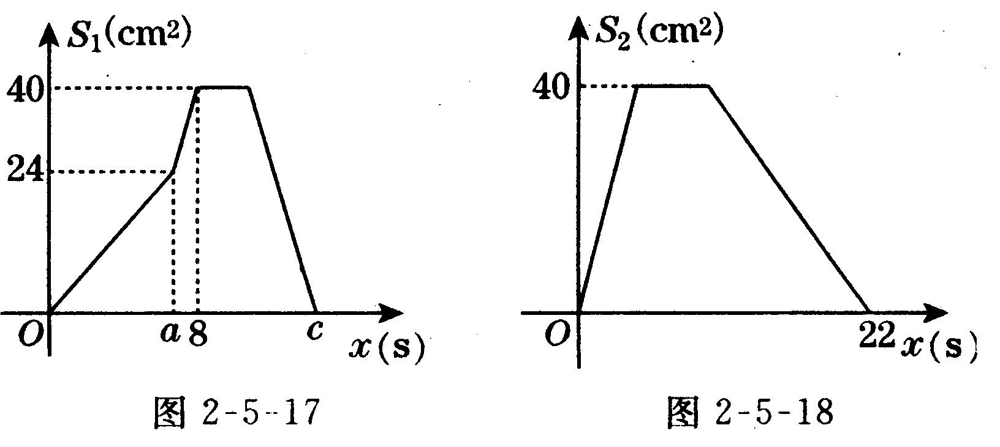 S₁(cm²)
40
24
O
a
8
c
x(s)
图 2-5-17
S₂(cm²)
40
O
22
x(s)
图 2-5-18